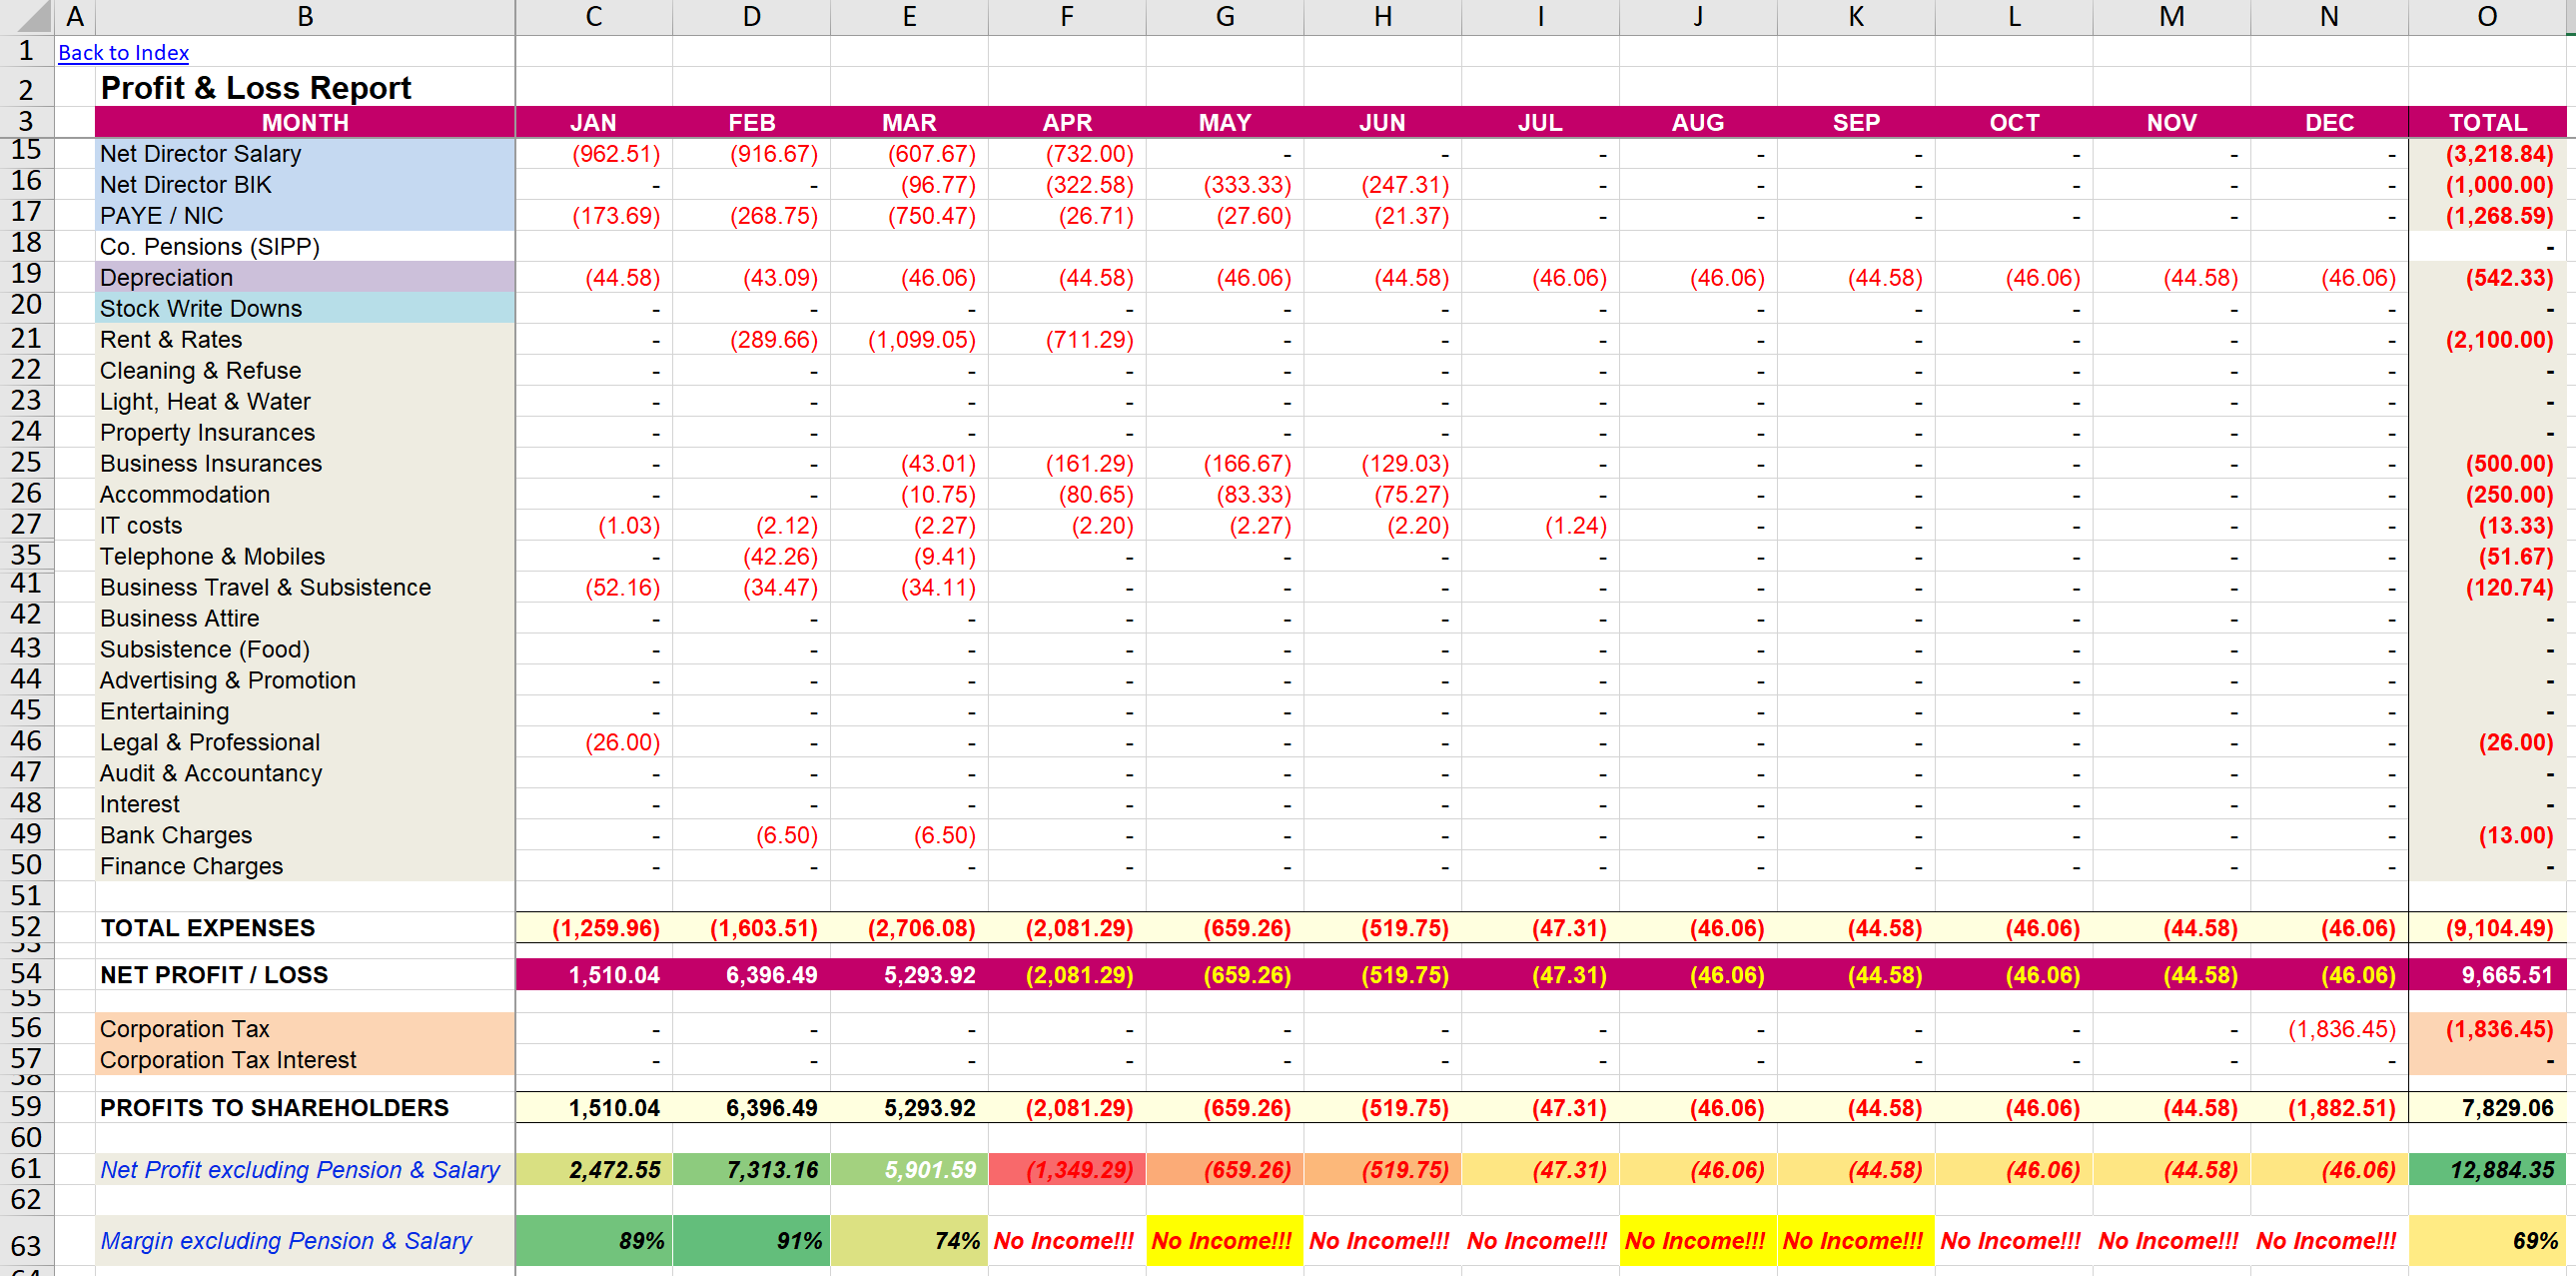 A B C D E F G H I J K L M N O
1 Back to Index
2 Profit & Loss Report
3 MONTH JAN FEB MAR APR MAY JUN JUL AUG SEP OCT NOV DEC TOTAL
15 Net Director Salary (962.51) (916.67) (607.67) (732.00) - - - - - - - - (3,218.84)
16 Net Director BIK - - (96.77) (322.58) (333.33) (247.31) - - - - - - (1,000.00)
17 PAYE / NIC (173.69) (268.75) (750.47) (26.71) (27.60) (21.37) - - - - - - (1,268.59)
18 Co. Pensions (SIPP) -
19 Depreciation (44.58) (43.09) (46.06) (44.58) (46.06) (44.58) (46.06) (46.06) (44.58) (46.06) (44.58) (46.06) (542.33)
20 Stock Write Downs - - - - - - - - - - - - -
21 Rent & Rates - (289.66) (1,099.05) (711.29) - - - - - - - - (2,100.00)
22 Cleaning & Refuse - - - - - - - - - - - - -
23 Light, Heat & Water - - - - - - - - - - - - -
24 Property Insurances - - - - - - - - - - - - -
25 Business Insurances - - (43.01) (161.29) (166.67) (129.03) - - - - - - (500.00)
26 Accommodation - - (10.75) (80.65) (83.33) (75.27) - - - - - - (250.00)
27 IT costs (1.03) (2.12) (2.27) (2.20) (2.27) (2.20) (1.24) - - - - - (13.33)
35 Telephone & Mobiles - (42.26) (9.41) - - - - - - - - - (51.67)
41 Business Travel & Subsistence (52.16) (34.47) (34.11) - - - - - - - - - (120.74)
42 Business Attire - - - - - - - - - - - - -
43 Subsistence (Food) - - - - - - - - - - - - -
44 Advertising & Promotion - - - - - - - - - - - - -
45 Entertaining - - - - - - - - - - - - -
46 Legal & Professional (26.00) - - - - - - - - - - - (26.00)
47 Audit & Accountancy - - - - - - - - - - - - -
48 Interest - - - - - - - - - - - - -
49 Bank Charges - (6.50) (6.50) - - - - - - - - - (13.00)
50 Finance Charges - - - - - - - - - - - - -
51
52 TOTAL EXPENSES (1,259.96) (1,603.51) (2,706.08) (2,081.29) (659.26) (519.75) (47.31) (46.06) (44.58) (46.06) (44.58) (46.06) (9,104.49)
53
54 NET PROFIT / LOSS 1,510.04 6,396.49 5,293.92 (2,081.29) (659.26) (519.75) (47.31) (46.06) (44.58) (46.06) (44.58) (46.06) 9,665.51
55
56 Corporation Tax - - - - - - - - - - - (1,836.45) (1,836.45)
57 Corporation Tax Interest - - - - - - - - - - - - -
58
59 PROFITS TO SHAREHOLDERS 1,510.04 6,396.49 5,293.92 (2,081.29) (659.26) (519.75) (47.31) (46.06) (44.58) (46.06) (44.58) (1,882.51) 7,829.06
60
61 Net Profit excluding Pension & Salary 2,472.55 7,313.16 5,901.59 (1,349.29) (659.26) (519.75) (47.31) (46.06) (44.58) (46.06) (44.58) (46.06) 12,884.35
62
63 Margin excluding Pension & Salary 89% 91% 74% No Income!!! No Income!!! No Income!!! No Income!!! No Income!!! No Income!!! No Income!!! No Income!!! No Income!!! 69%